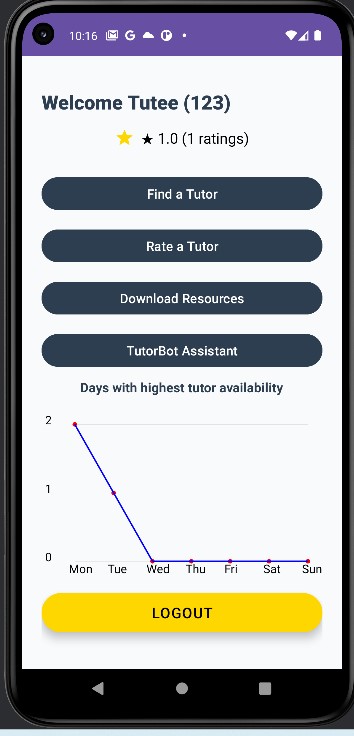 10:16
Welcome Tutee (123)
★ 1.0 (1 ratings)
Find a Tutor
Rate a Tutor
Download Resources
TutorBot Assistant
Days with highest tutor availability
2
1
0
Mon Tue Wed Thu Fri Sat Sun
LOGOUT